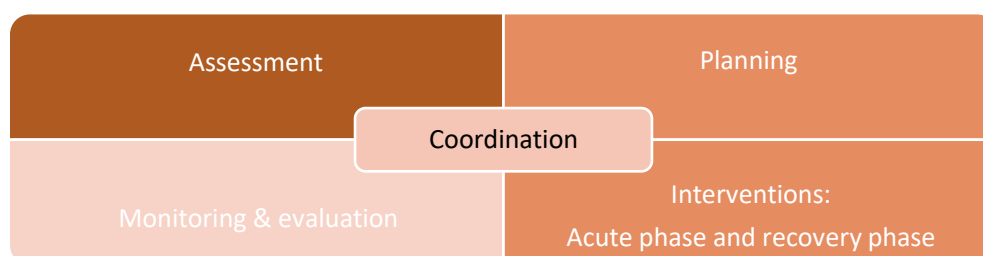 Assessment
Planning
Coordination
Monitoring & evaluation
Interventions:
Acute phase and recovery phase